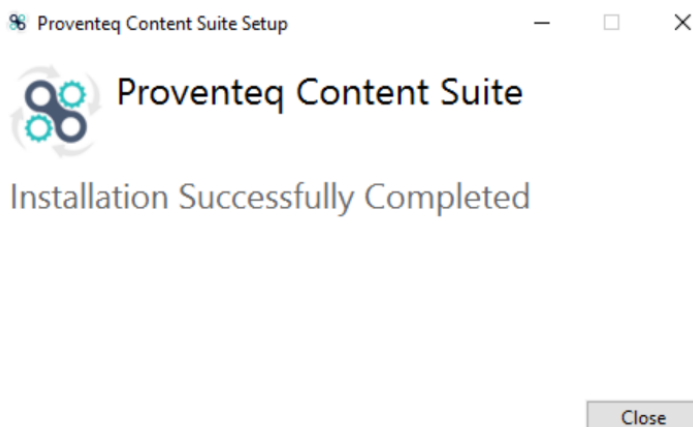 Proventeq Content Suite Setup
Proventeq Content Suite
Installation Successfully Completed
Close